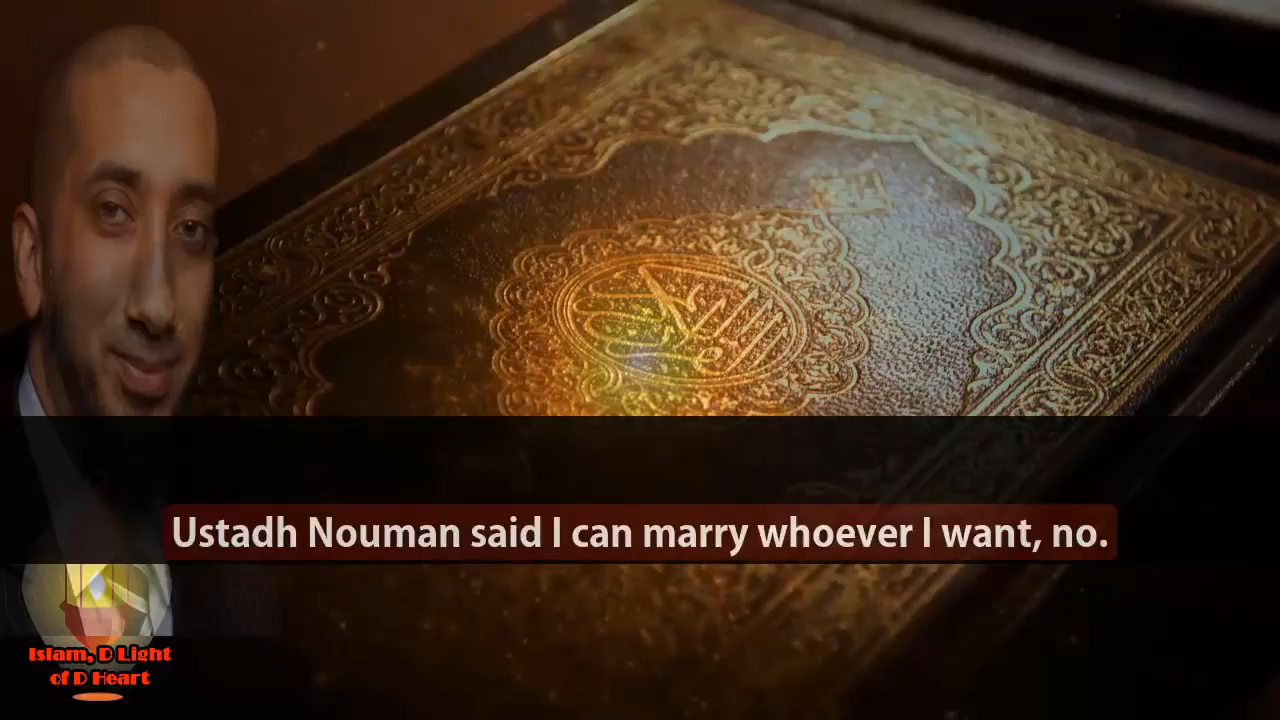 Ustadh Nouman said I can marry whoever I want, no.
Islam, D Light
of D Heart